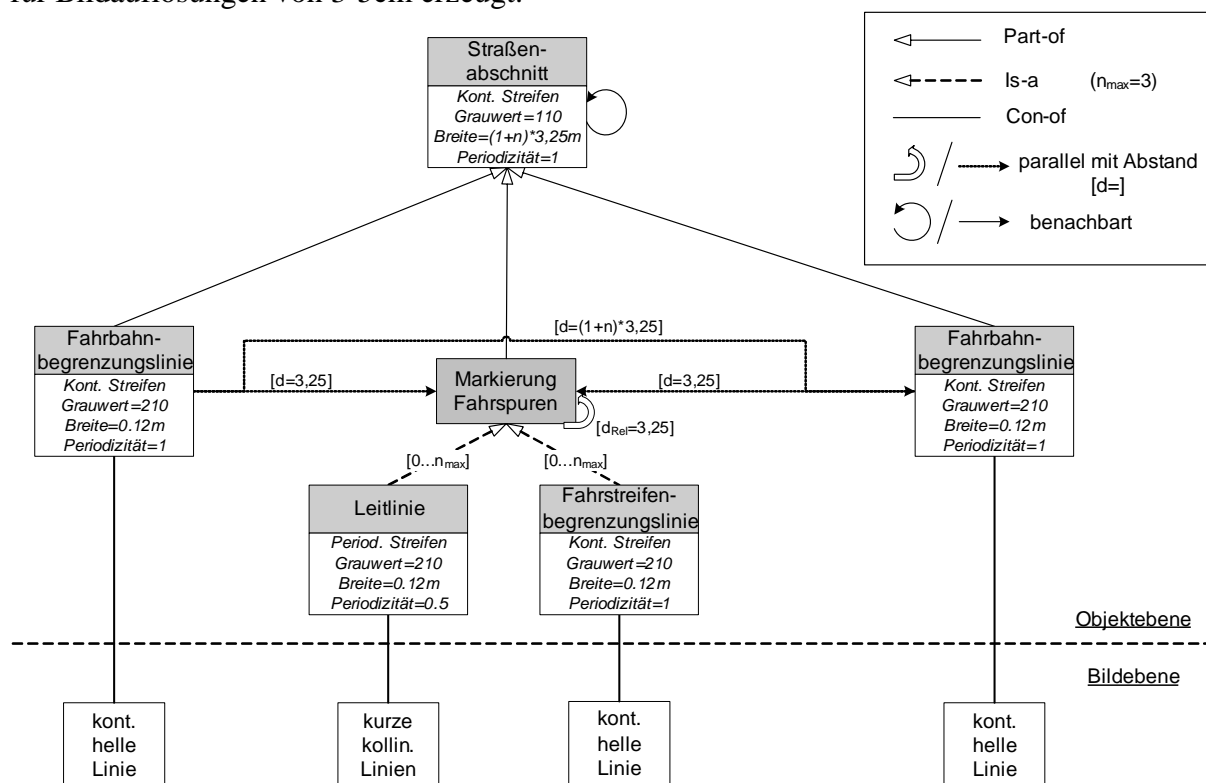 für Bildauflösungen von 3-5cm erzeugt.
Straßen-
abschnitt
Kont. Streifen
Grauwert=110
Breite=(1+n)*3,25m
Periodizität=1
Part-of
Is-a (nmax=3)
Con-of
parallel mit Abstand
[d=]
benachbart
Fahrbahn-
begrenzungslinie
Kont. Streifen
Grauwert=210
Breite=0.12m
Periodizität=1
[d=(1+n)*3,25]
[d=3,25]
Markierung
Fahrspuren
[d=3,25]
[dRel=3,25]
Fahrbahn-
begrenzungslinie
Kont. Streifen
Grauwert=210
Breite=0.12m
Periodizität=1
[0...nmax]
[0...nmax]
Leitlinie
Period. Streifen
Grauwert=210
Breite=0.12m
Periodizität=0.5
Fahrstreifen-
begrenzungslinie
Kont. Streifen
Grauwert=210
Breite=0.12m
Periodizität=1
Objektebene
Bildebene
kont.
helle
Linie
kurze
kollin.
Linien
kont.
helle
Linie
kont.
helle
Linie